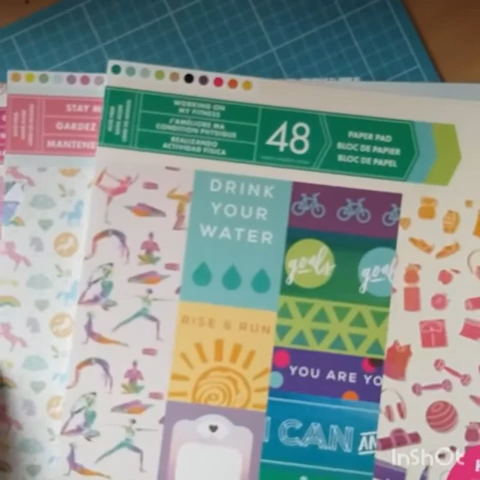 STAY M
GARDEZ
MANTENE
WORKING ON
MY FITNESS
J'AMÉLIORE MA
CONDITION PHYSIQUE
REALIZANDO
ACTIVIDAD FÍSICA
48
PAPER PAD
BLOC DE PAPIER
BLOC DE PAPEL
DRINK
YOUR
WATER
goals
goal
RISE & RUN
YOU ARE YO
I CAN AN
InShOt